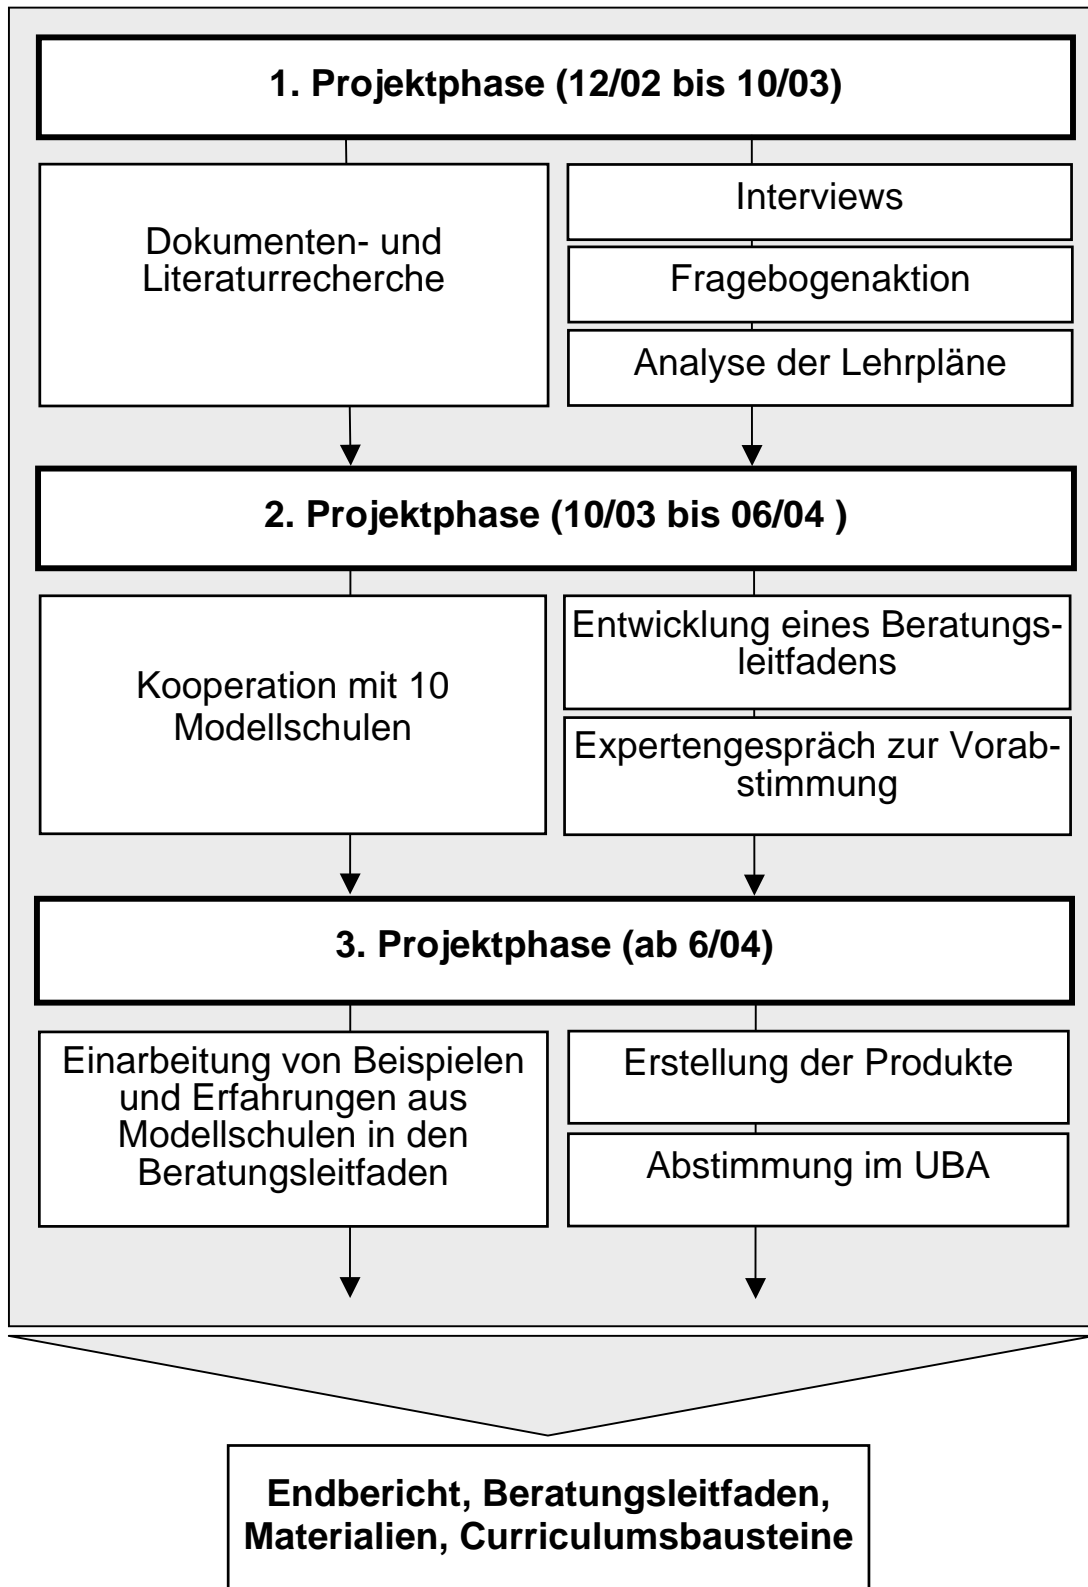 1. Projektphase (12/02 bis 10/03)
Dokumenten- und
Literaturrecherche
Interviews
Fragebogenaktion
Analyse der Lehrpläne
2. Projektphase (10/03 bis 06/04 )
Kooperation mit 10
Modellschulen
Entwicklung eines Beratungs-
leitfadens
Expertengespräch zur Vorab-
stimmung
3. Projektphase (ab 6/04)
Einarbeitung von Beispielen
und Erfahrungen aus
Modellschulen in den
Beratungsleitfaden
Erstellung der Produkte
Abstimmung im UBA
Endbericht, Beratungsleitfaden,
Materialien, Curriculumsbausteine